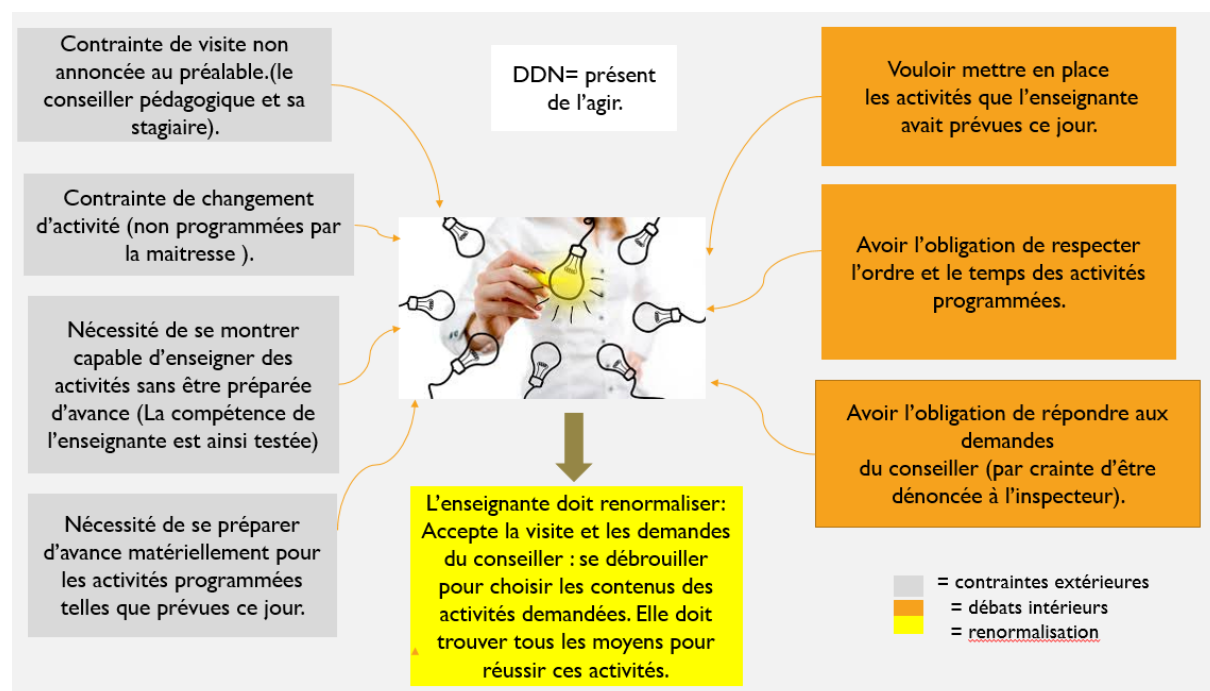 Contrainte de visite non
annoncée au préalable.(le
conseiller pédagogique et sa
stagiaire).
Contrainte de changement
d’activité (non programmées par
la maitresse ).
Nécessité de se montrer
capable d’enseigner des
activités sans être préparée
d’avance (La compétence de
l’enseignante est ainsi testée)
Nécessité de se préparer
d’avance matériellement pour
les activités programmées
telles que prévues ce jour.
DDN= présent
de l’agir.
L’enseignante doit renormaliser:
Accepte la visite et les demandes
du conseiller : se débrouiller
pour choisir les contenus des
activités demandées. Elle doit
trouver tous les moyens pour
réussir ces activités.
Vouloir mettre en place
les activités que l’enseignante
avait prévues ce jour.
Avoir l’obligation de respecter
l’ordre et le temps des activités
programmées.
Avoir l’obligation de répondre aux
demandes
du conseiller (par crainte d’être
dénoncée à l’inspecteur).
= contraintes extérieures
= débats intérieurs
= renormalisation